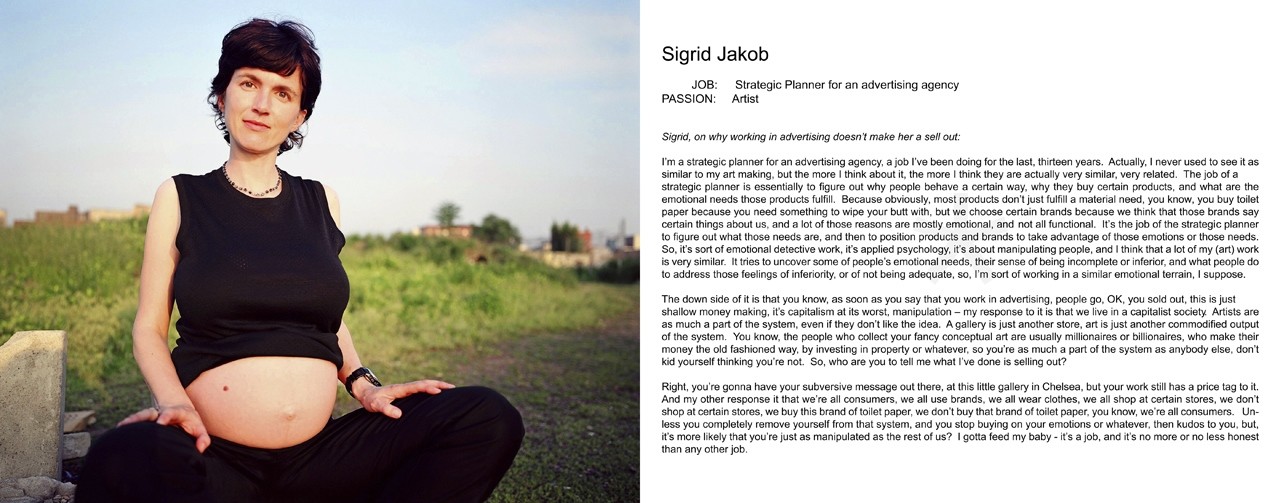 Sigrid Jakob
JOB: Strategic Planner for an advertising agency
PASSION: Artist
Sigrid, on why working in advertising doesn't make her a sell out:
I'm a strategic planner for an advertising agency, a job I've been doing for the last, thirteen years. Actually, I never used to see it as
similar to my art making, but the more I think about it, the more I think they are actually very similar, very related. The job of a
strategic planner is essentially to figure out why people behave a certain way, why they buy certain products, and what are the
emotional needs those products fulfill. Because obviously, most products don't just fulfill a material need, you know, you buy toilet
paper because you need something to wipe your butt with, but we choose certain brands because we think that those brands say
certain things about us, and a lot of those reasons are mostly emotional, and not all functional. It's the job of the strategic planner
to figure out what those needs are, and then to position products and brands to take advantage of those emotions or those needs.
So, it's sort of emotional detective work, it's applied psychology, it's about manipulating people, and I think that a lot of my (art) work
is very similar. It tries to uncover some of people's emotional needs, their sense of being incomplete or inferior, and what people do
to address those feelings of inferiority, or of not being adequate, so, I'm sort of working in a similar emotional terrain, I suppose.
The down side of it is that you know, as soon as you say that you work in advertising, people go, OK, you sold out, this is just
shallow money making, it's capitalism at its worst, manipulation – my response to it is that we live in a capitalist society. Artists are
as much a part of the system, even if they don't like the idea. A gallery is just another store, art is just another commodified output
of the system. You know, the people who collect your fancy conceptual art are usually millionaires or billionaires, who make their
money the old fashioned way, by investing in property or whatever, so you're as much a part of the system as anybody else, don't
kid yourself thinking you're not. So, who are you to tell me what I've done is selling out?
Right, you're gonna have your subversive message out there, at this little gallery in Chelsea, but your work still has a price tag to it.
And my other response it that we're all consumers, we all use brands, we all wear clothes, we all shop at certain stores, we don't
shop at certain stores, we buy this brand of toilet paper, we don't buy that brand of toilet paper, you know, we're all consumers. Un-
less you completely remove yourself from that system, and you stop buying on your emotions or whatever, then kudos to you, but,
it's more likely that you're just as manipulated as the rest of us? I gotta feed my baby - it's a job, and it's no more or no less honest
than any other job.